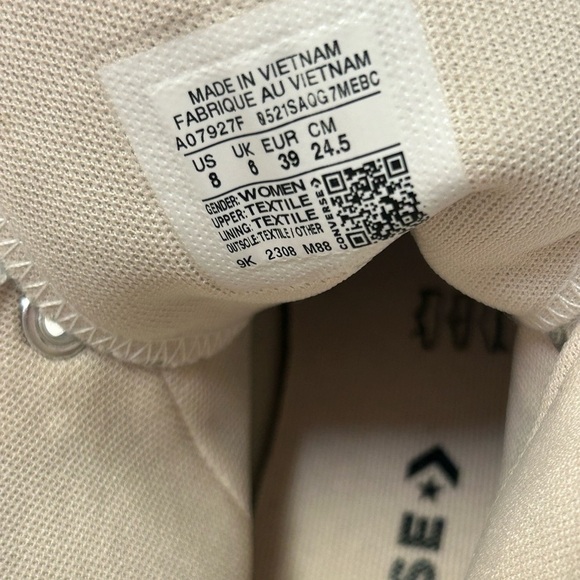 MADE IN VIETNAM
FABRIQUE AU VIETNAM
A07927F 0521SAOG7MEBC
US UK EUR CM
8 6 39 24.5
GENDER: WOMEN
UPPER: TEXTILE
LINING: TEXTILE
OUTSOLE: TEXTILE / OTHER
9K 2308 M88
CONVERSE